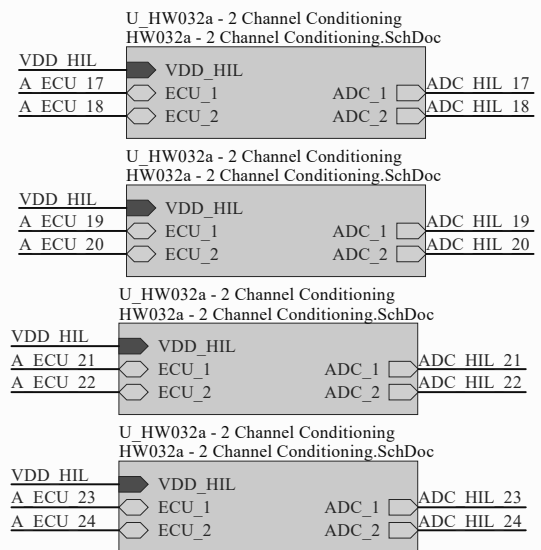 U_HW032a - 2 Channel Conditioning
HW032a - 2 Channel Conditioning.SchDoc
VDD_HIL
VDD_HIL
A_ECU_17 ECU_1 ADC_1 ADC_HIL_17
A_ECU_18 ECU_2 ADC_2 ADC_HIL_18
U_HW032a - 2 Channel Conditioning
HW032a - 2 Channel Conditioning.SchDoc
VDD_HIL
VDD_HIL
A_ECU_19 ECU_1 ADC_1 ADC_HIL_19
A_ECU_20 ECU_2 ADC_2 ADC_HIL_20
U_HW032a - 2 Channel Conditioning
HW032a - 2 Channel Conditioning.SchDoc
VDD_HIL
VDD_HIL
A_ECU_21 ECU_1 ADC_1 ADC_HIL_21
A_ECU_22 ECU_2 ADC_2 ADC_HIL_22
U_HW032a - 2 Channel Conditioning
HW032a - 2 Channel Conditioning.SchDoc
VDD_HIL
VDD_HIL
A_ECU_23 ECU_1 ADC_1 ADC_HIL_23
A_ECU_24 ECU_2 ADC_2 ADC_HIL_24